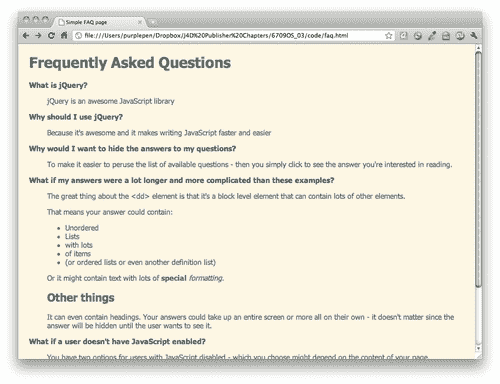 Simple FAQ page
file:///Users/purplepen/Dropbox/J4D%20Publisher%20Chapters/6709OS_03/code/faq.html
Frequently Asked Questions
What is jQuery?
jQuery is an awesome JavaScript library
Why should I use jQuery?
Because it's awesome and it makes writing JavaScript faster and easier
Why would I want to hide the answers to my questions?
To make it easier to peruse the list of available questions - then you simply click to see the answer you're interested in reading.
What if my answers were a lot longer and more complicated than these examples?
The great thing about the <dd> element is that it's a block level element that can contain lots of other elements.
That means your answer could contain:
Unordered
Lists
with lots
of items
(or ordered lists or even another definition list)
Or it might contain text with lots of special formatting.
Other things
It can even contain headings. Your answers could take up an entire screen or more all on their own - it doesn't matter since the
answer will be hidden until the user wants to see it.
What if a user doesn't have JavaScript enabled?
You have two options for users with JavaScript disabled - which you choose might depend on the content of your page.